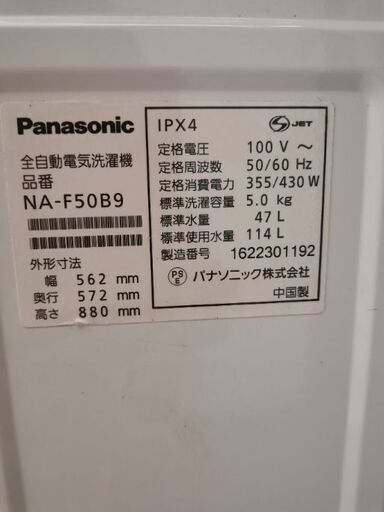 Panasonic
全自動電気洗濯機
品番
NA-F50B9
外形寸法
幅 562 mm
奥行 572 mm
高さ 880 mm
IPX4
S JET
定格電圧 100 V ～
定格周波数 50/60 Hz
定格消費電力 355/430 W
標準洗濯容量 5.0 kg
標準水量 47 L
標準使用水量 114 L
製造番号 1622301192
PSE パナソニック株式会社
中国製